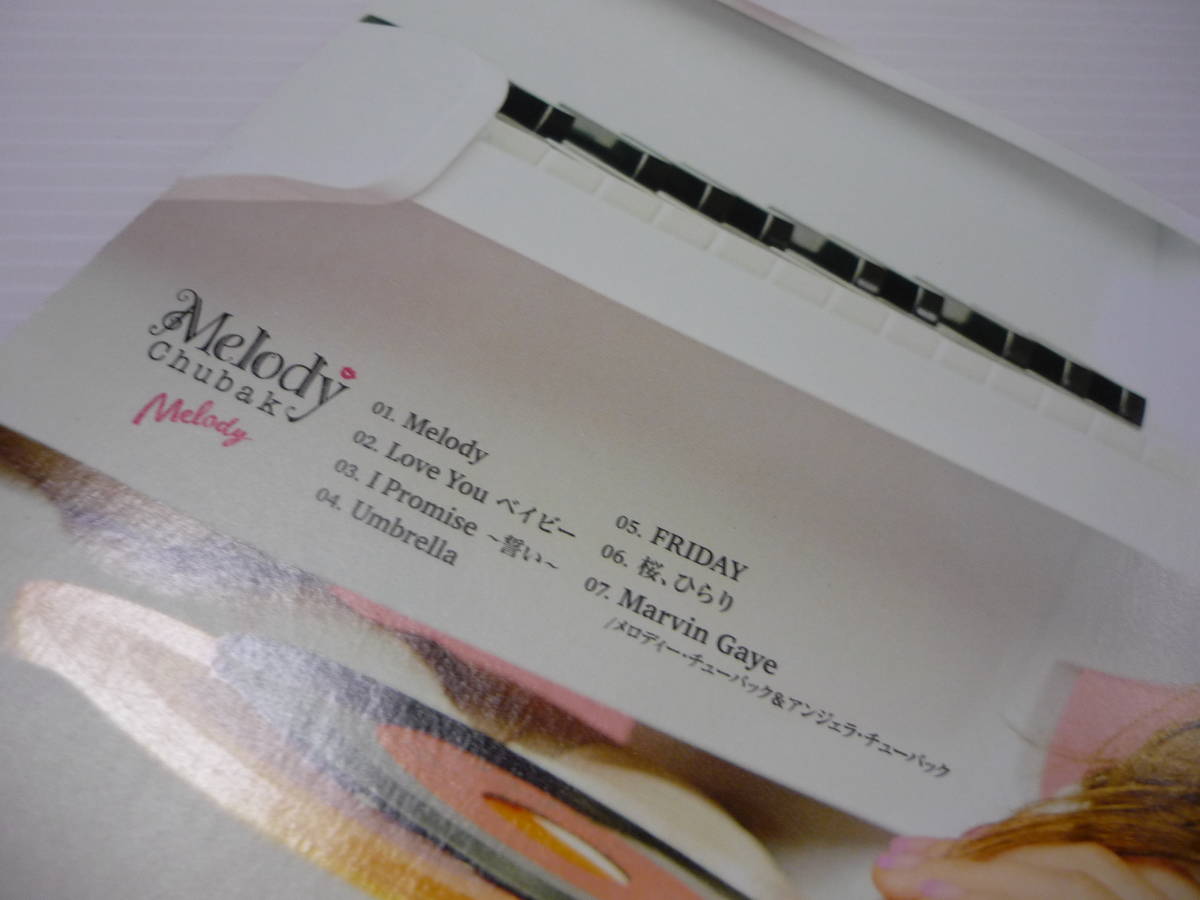 Melody
Chubak
Melody
01. Melody
02. Love You ベイビー
03. I Promise ~誓い~
04. Umbrella
05. FRIDAY
06. 桜、ひらり
07. Marvin Gaye
/メロディー・チューバック&アンジェラ・チューバック